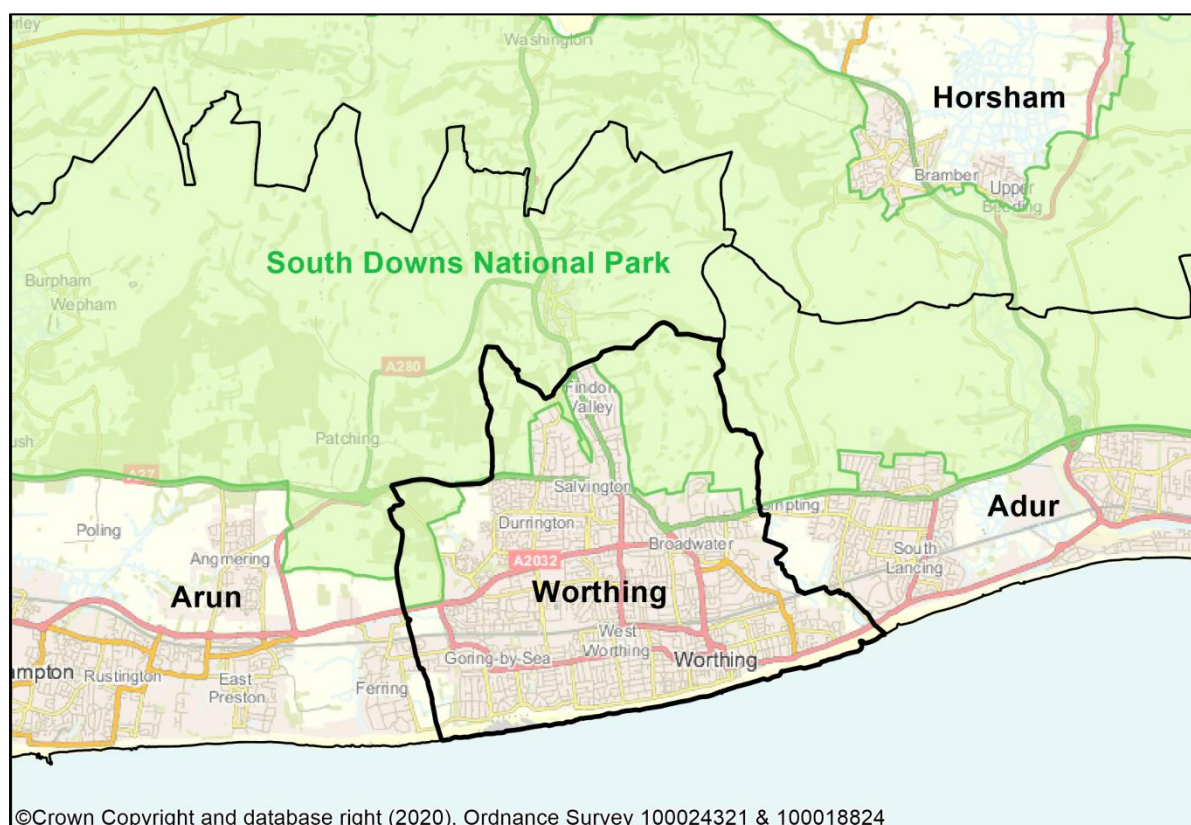 Washington
Horsham
Bramber
Upper
Beeding
South Downs National Park
Burpham
Wepham
A280
Findon
Valley
Patching
A27
Salvington
Poling
Durrington
Broadwater
Adur
Angmering
A2032
South
Lancing
Arun
Worthing
West
Worthing
Worthing
Goring-by-Sea
Rustington
East
Preston
Ferring
©Crown Copyright and database right (2020). Ordnance Survey 100024321 & 100018824